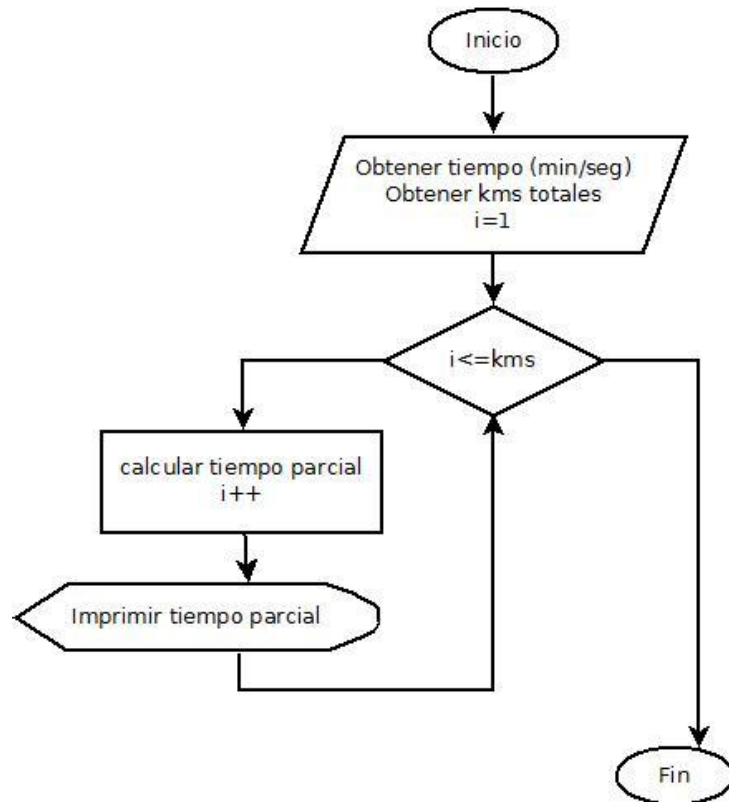 Inicio
Obtener tiempo (min/seg)
Obtener kms totales
i=1
i<=kms
calcular tiempo parcial
i++
Imprimir tiempo parcial
Fin